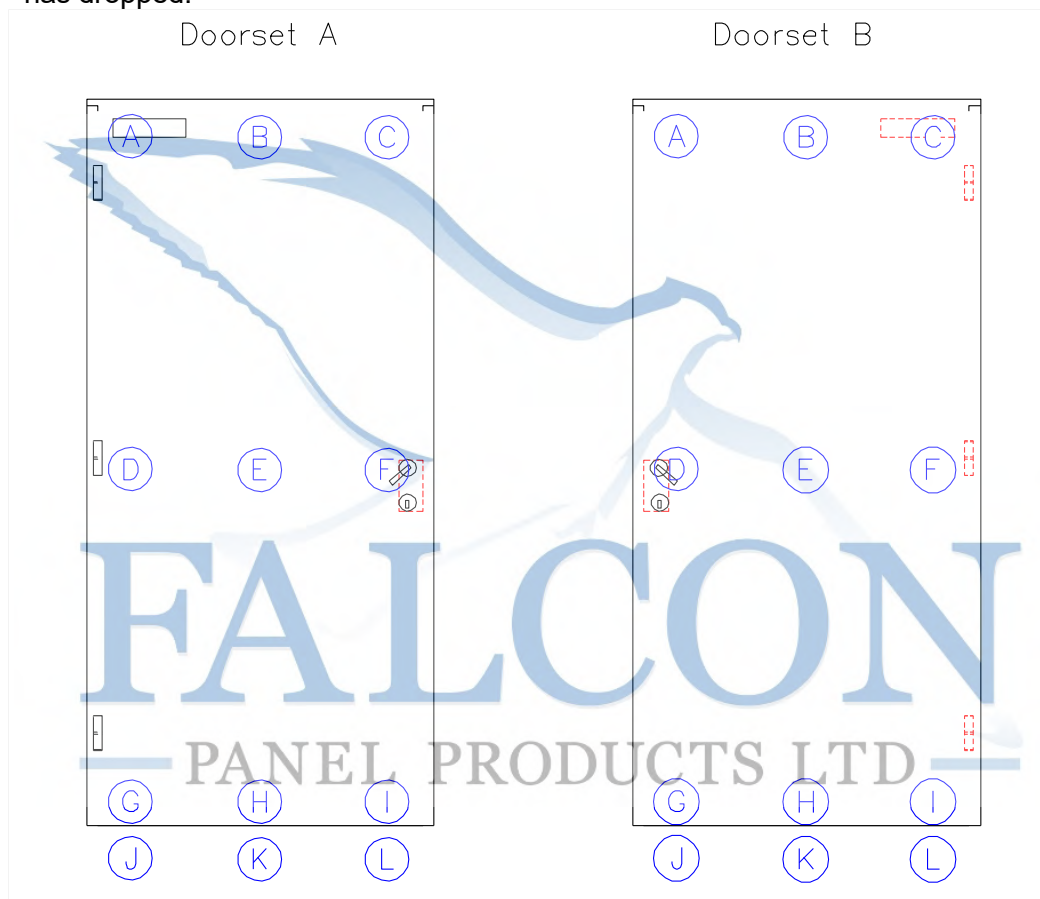 has dropped.
Doorset A Doorset B
A B C A B C
D E F D E F
FALCON
PANEL PRODUCTS LTD
G H I G H I
J K L J K L